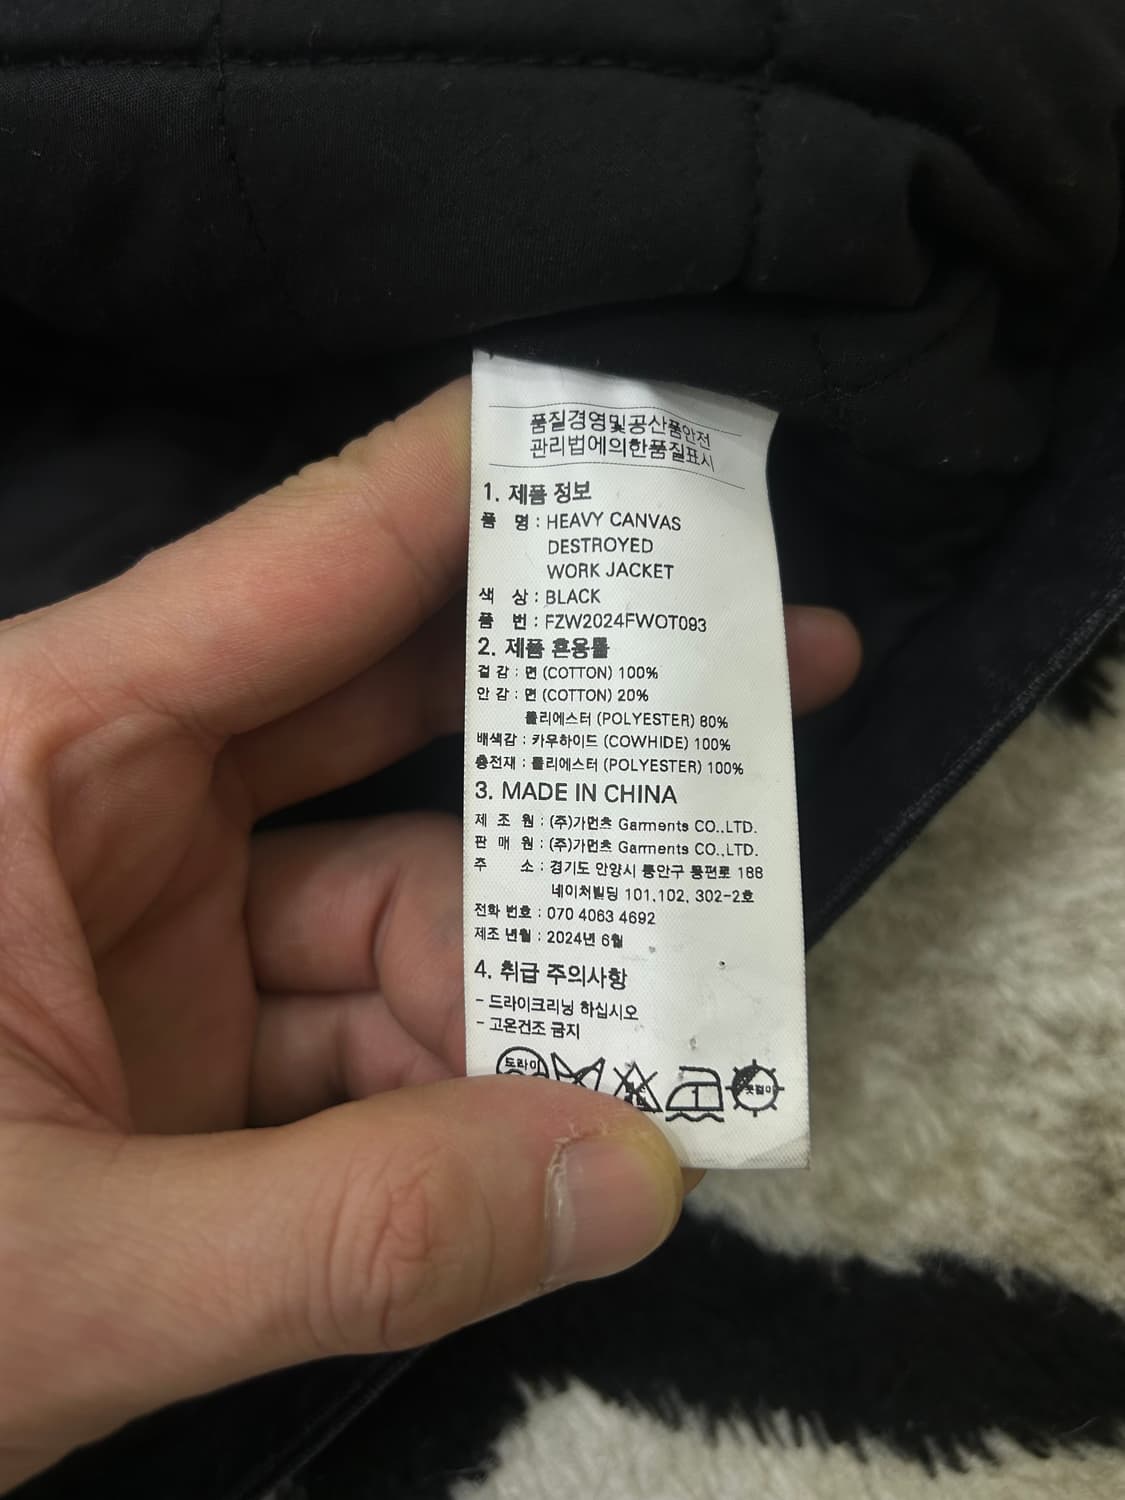 품질경영및공산품안전
관리법에의한품질표시
1. 제품 정보
품 명 : HEAVY CANVAS
DESTROYED
WORK JACKET
색 상 : BLACK
품 번 : FZW2024FWOT093
2. 제품 혼용률
겉 감 : 면 (COTTON) 100%
안 감 : 면 (COTTON) 20%
폴리에스터 (POLYESTER) 80%
배색감 : 카우하이드 (COWHIDE) 100%
충전재 : 폴리에스터 (POLYESTER) 100%
3. MADE IN CHINA
제 조 원 : (주)가먼츠 Garments CO.,LTD.
판 매 원 : (주)가먼츠 Garments CO.,LTD.
주 소 : 경기도 안양시 동안구 동편로 188
네이처빌딩 101,102, 302-2호
전화 번호 : 070 4063 4692
제조 년월 : 2024년 6월
4. 취급 주의사항
- 드라이크리닝 하십시오
- 고온건조 금지
드라이 1 옷걸이